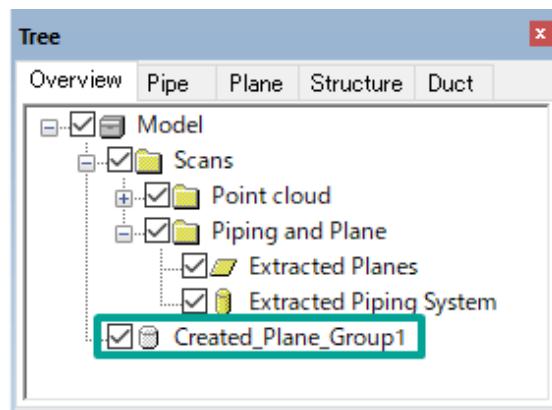 Tree
Overview Pipe Plane Structure Duct
Model
Scans
Point cloud
Piping and Plane
Extracted Planes
Extracted Piping System
Created_Plane_Group1